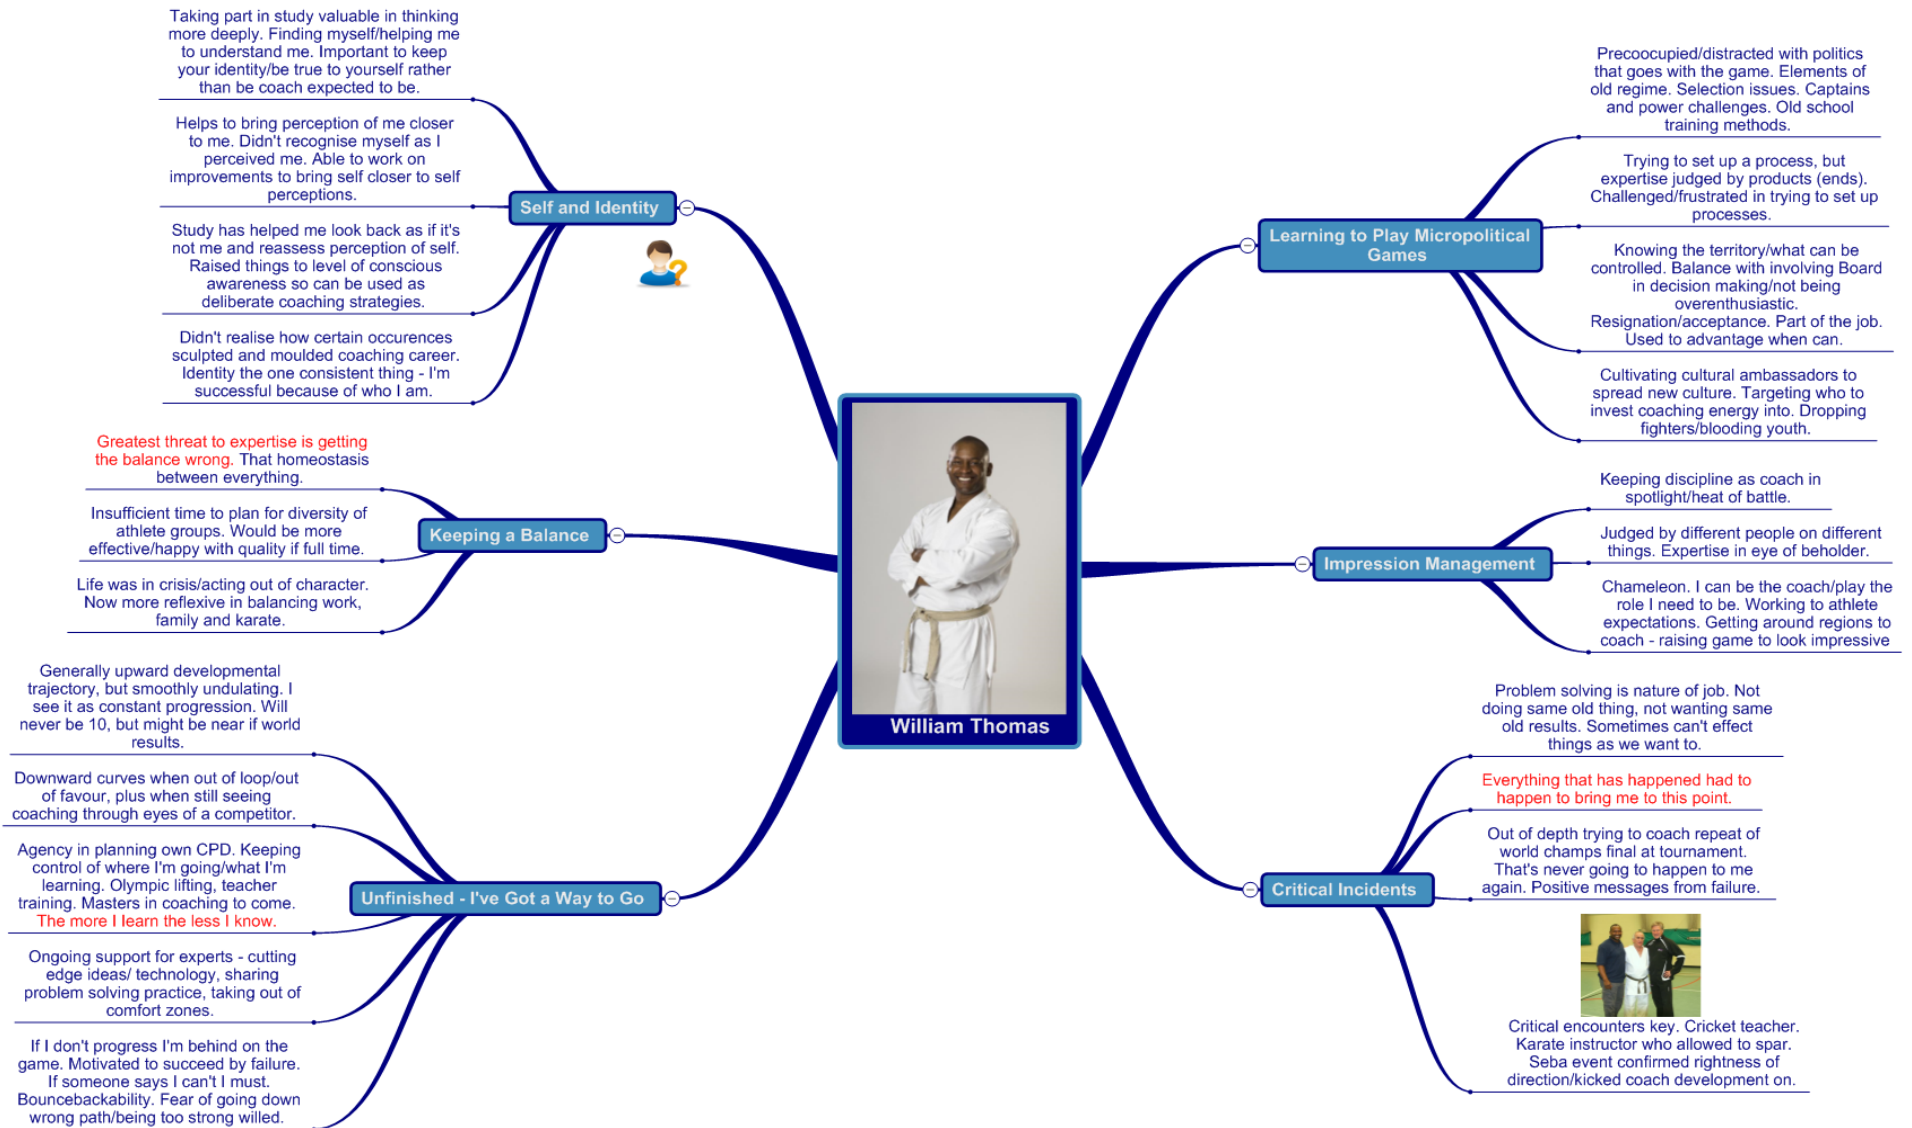 Taking part in study valuable in thinking
more deeply. Finding myself/helping me
to understand me. Important to keep
your identity/be true to yourself rather
than be coach expected to be.
Helps to bring perception of me closer
to me. Didn't recognise myself as I
perceived me. Able to work on
improvements to bring self closer to self
perceptions.
Study has helped me look back as if it's
not me and reassess perception of self.
Raised things to level of conscious
awareness so can be used as
deliberate coaching strategies.
Didn't realise how certain occurences
sculpted and moulded coaching career.
Identity the one consistent thing - I'm
successful because of who I am.
Self and Identity
Greatest threat to expertise is getting
the balance wrong. That homeostasis
between everything.
Insufficient time to plan for diversity of
athlete groups. Would be more
effective/happy with quality if full time.
Life was in crisis/acting out of character.
Now more reflexive in balancing work,
family and karate.
Keeping a Balance
Generally upward developmental
trajectory, but smoothly undulating. I
see it as constant progression. Will
never be 10, but might be near if world
results.
Downward curves when out of loop/out
of favour, plus when still seeing
coaching through eyes of a competitor.
Agency in planning own CPD. Keeping
control of where I'm going/what I'm
learning. Olympic lifting, teacher
training. Masters in coaching to come.
The more I learn the less I know.
Ongoing support for experts - cutting
edge ideas/ technology, sharing
problem solving practice, taking out of
comfort zones.
If I don't progress I'm behind on the
game. Motivated to succeed by failure.
If someone says I can't I must.
Bouncebackability. Fear of going down
wrong path/being too strong willed.
Unfinished - I've Got a Way to Go
William Thomas
Learning to Play Micropolitical
Games
Precoocupied/distracted with politics
that goes with the game. Elements of
old regime. Selection issues. Captains
and power challenges. Old school
training methods.
Trying to set up a process, but
expertise judged by products (ends).
Challenged/frustrated in trying to set up
processes.
Knowing the territory/what can be
controlled. Balance with involving Board
in decision making/not being
overenthusiastic.
Resignation/acceptance. Part of the job.
Used to advantage when can.
Cultivating cultural ambassadors to
spread new culture. Targeting who to
invest coaching energy into. Dropping
fighters/blooding youth.
Impression Management
Keeping discipline as coach in
spotlight/heat of battle.
Judged by different people on different
things. Expertise in eye of beholder.
Chameleon. I can be the coach/play the
role I need to be. Working to athlete
expectations. Getting around regions to
coach - raising game to look impressive
Critical Incidents
Problem solving is nature of job. Not
doing same old thing, not wanting same
old results. Sometimes can't effect
things as we want to.
Everything that has happened had to
happen to bring me to this point.
Out of depth trying to coach repeat of
world champs final at tournament.
That's never going to happen to me
again. Positive messages from failure.
Critical encounters key. Cricket teacher.
Karate instructor who allowed to spar.
Seba event confirmed rightness of
direction/kicked coach development on.